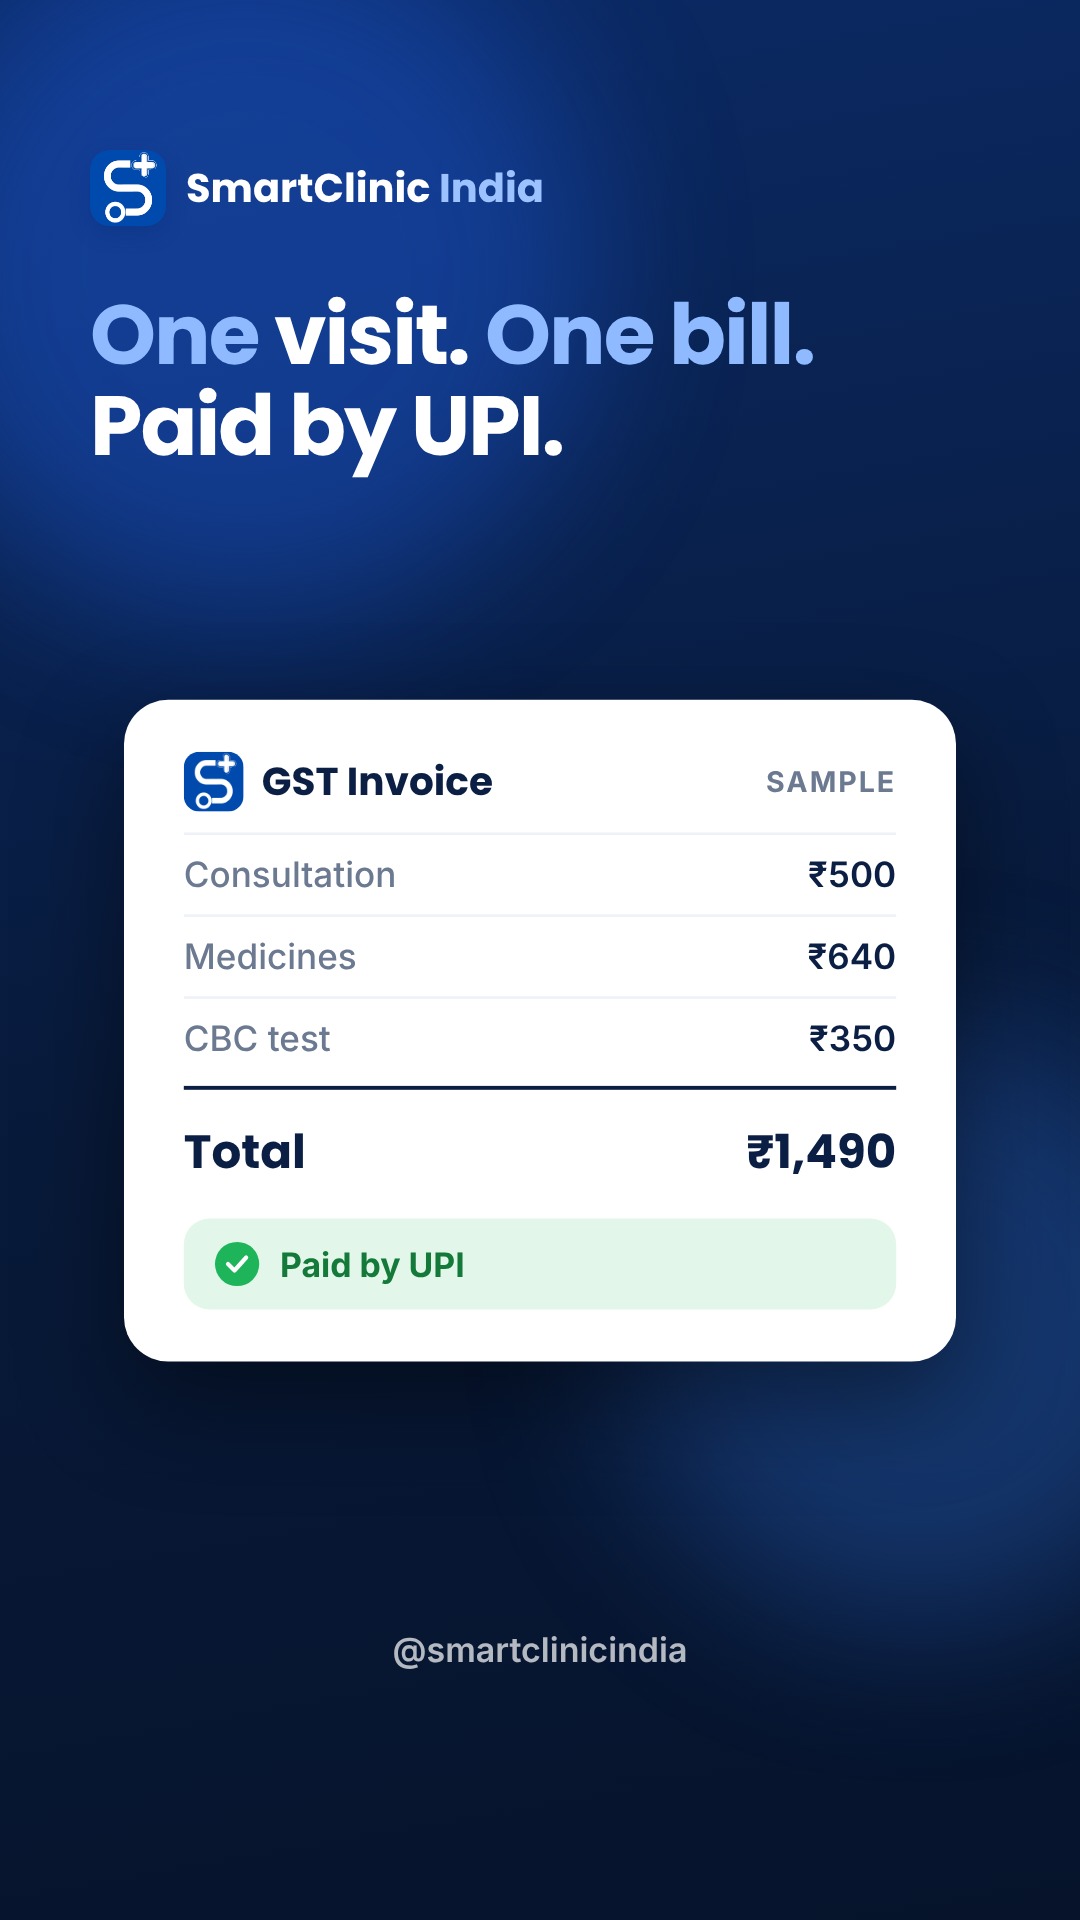 SmartClinic India
One visit. One bill.
Paid by UPI.
GST Invoice SAMPLE
Consultation ₹500
Medicines ₹640
CBC test ₹350
Total ₹1,490
Paid by UPI
@smartclinicindia